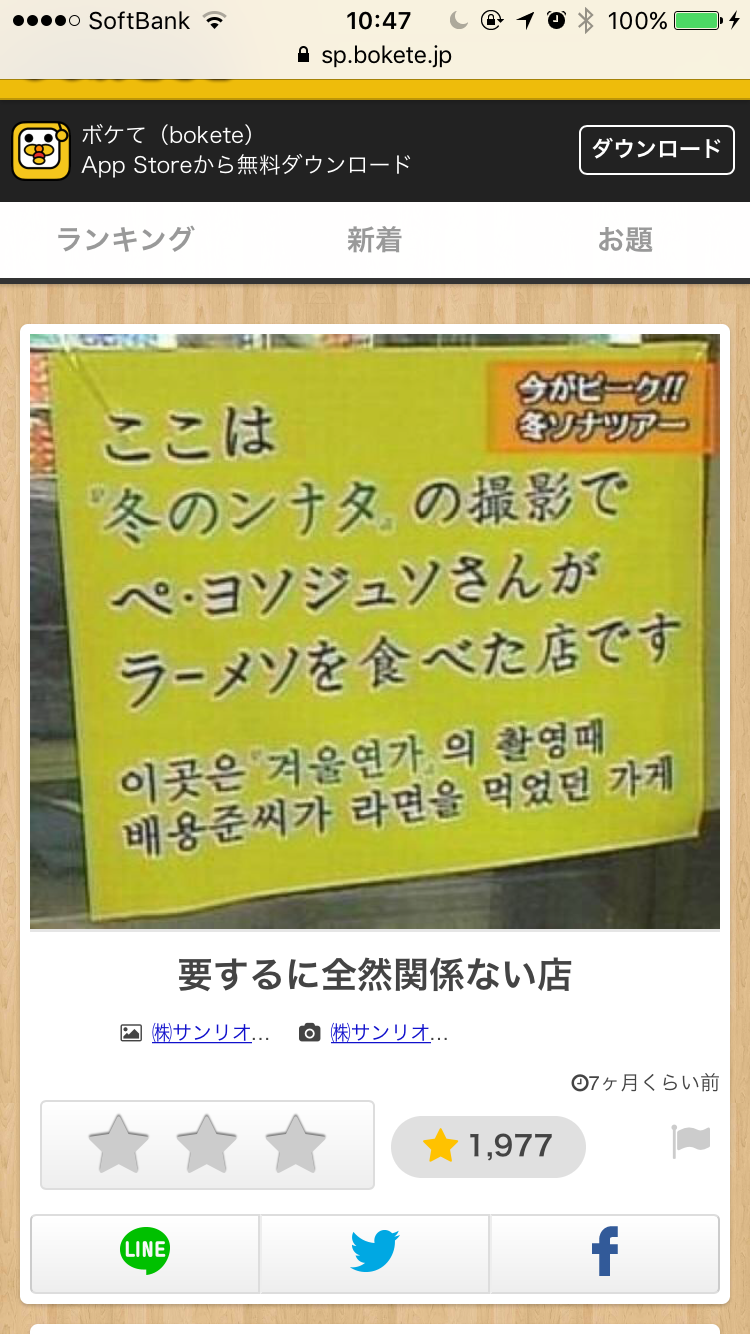 SoftBank 10:47 100%
sp.bokete.jp
ボケて（bokete）
App Storeから無料ダウンロード
ダウンロード
ランキング 新着 お題
今がピーク!!
冬ソナツアー
ここは
『冬のンナタ』の撮影で
ペ・ヨソジュソさんが
ラーメソを食べた店です
이곳은『겨울연가』의 촬영때
배용준씨가 라면을 먹었던 가게
要するに全然関係ない店
㈱サンリオ… ㈱サンリオ…
7ヶ月くらい前
1,977
LINE